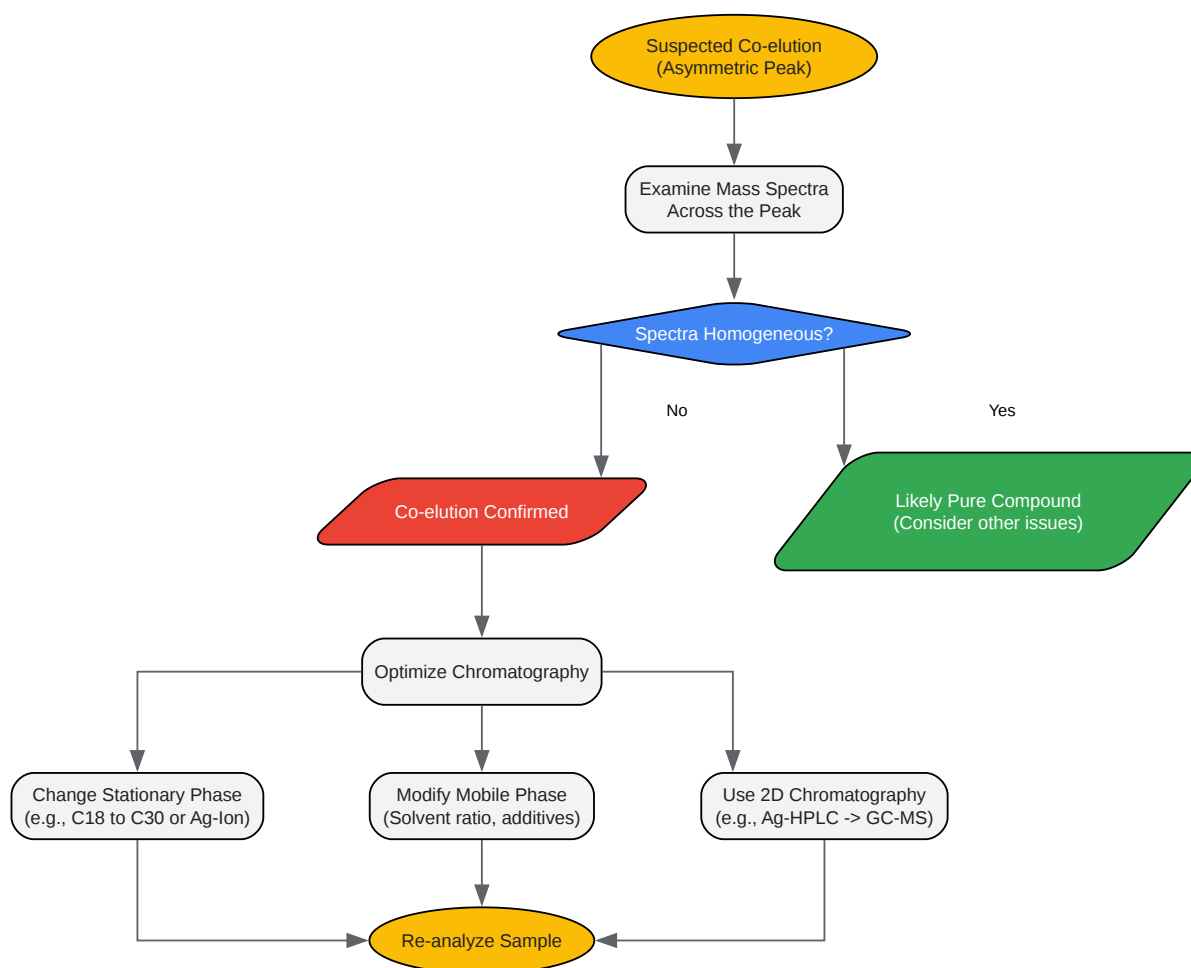 Suspected Co-elution
(Asymmetric Peak)
Examine Mass Spectra
Across the Peak
Spectra Homogeneous?
No
Yes
Co-elution Confirmed
Likely Pure Compound
(Consider other issues)
Optimize Chromatography
Change Stationary Phase
(e.g., C18 to C30 or Ag-Ion)
Modify Mobile Phase
(Solvent ratio, additives)
Use 2D Chromatography
(e.g., Ag-HPLC -> GC-MS)
Re-analyze Sample